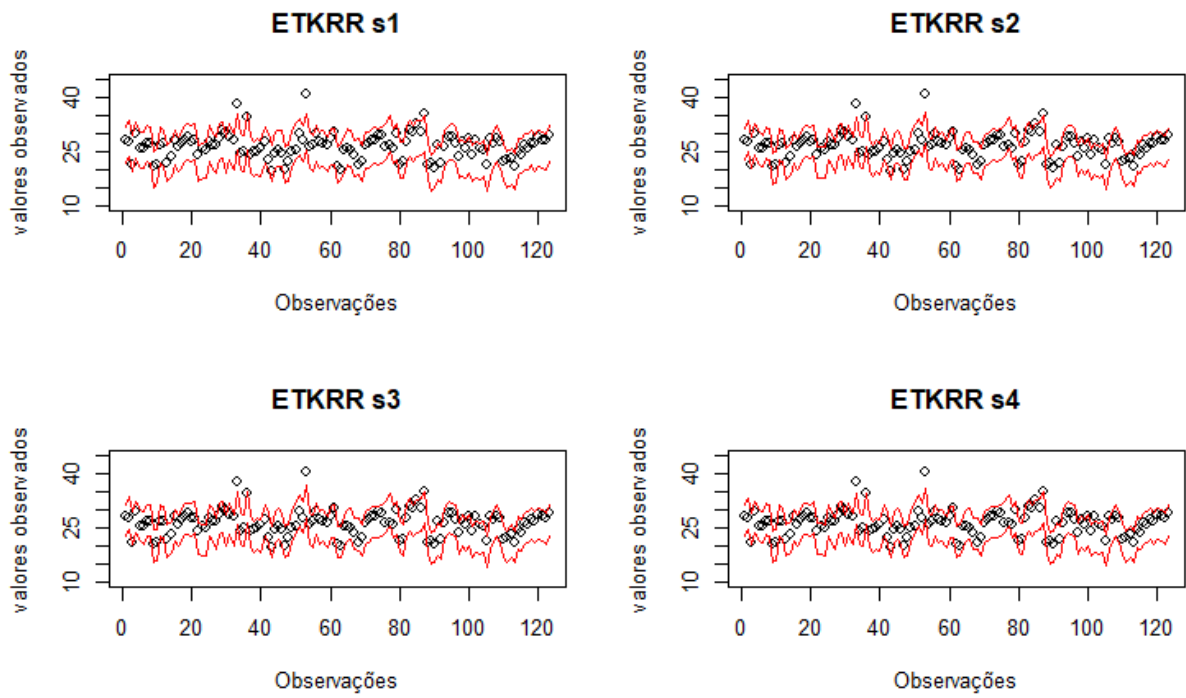 ETKRR s1
valores observados
40
25
10
0 20 40 60 80 100 120
Observações
ETKRR s2
valores observados
40
25
10
0 20 40 60 80 100 120
Observações
ETKRR s3
valores observados
40
25
10
0 20 40 60 80 100 120
Observações
ETKRR s4
valores observados
40
25
10
0 20 40 60 80 100 120
Observações